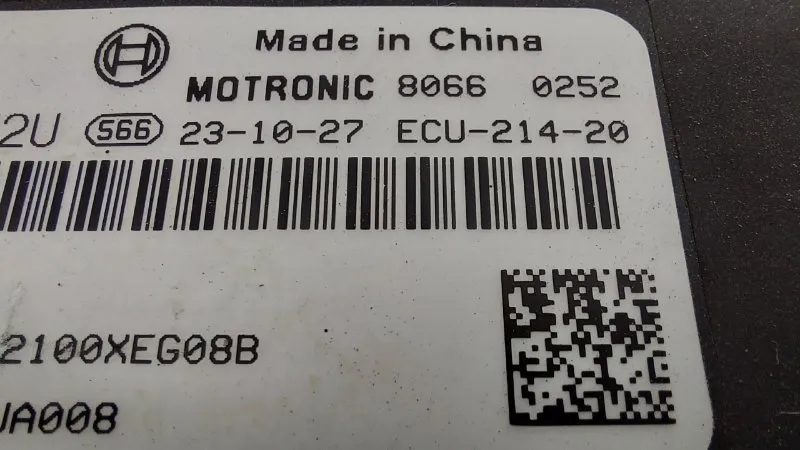 Made in China
MOTRONIC 8066 0252
2U 566 23-10-27 ECU-214-20
2100XEG08B
JA008